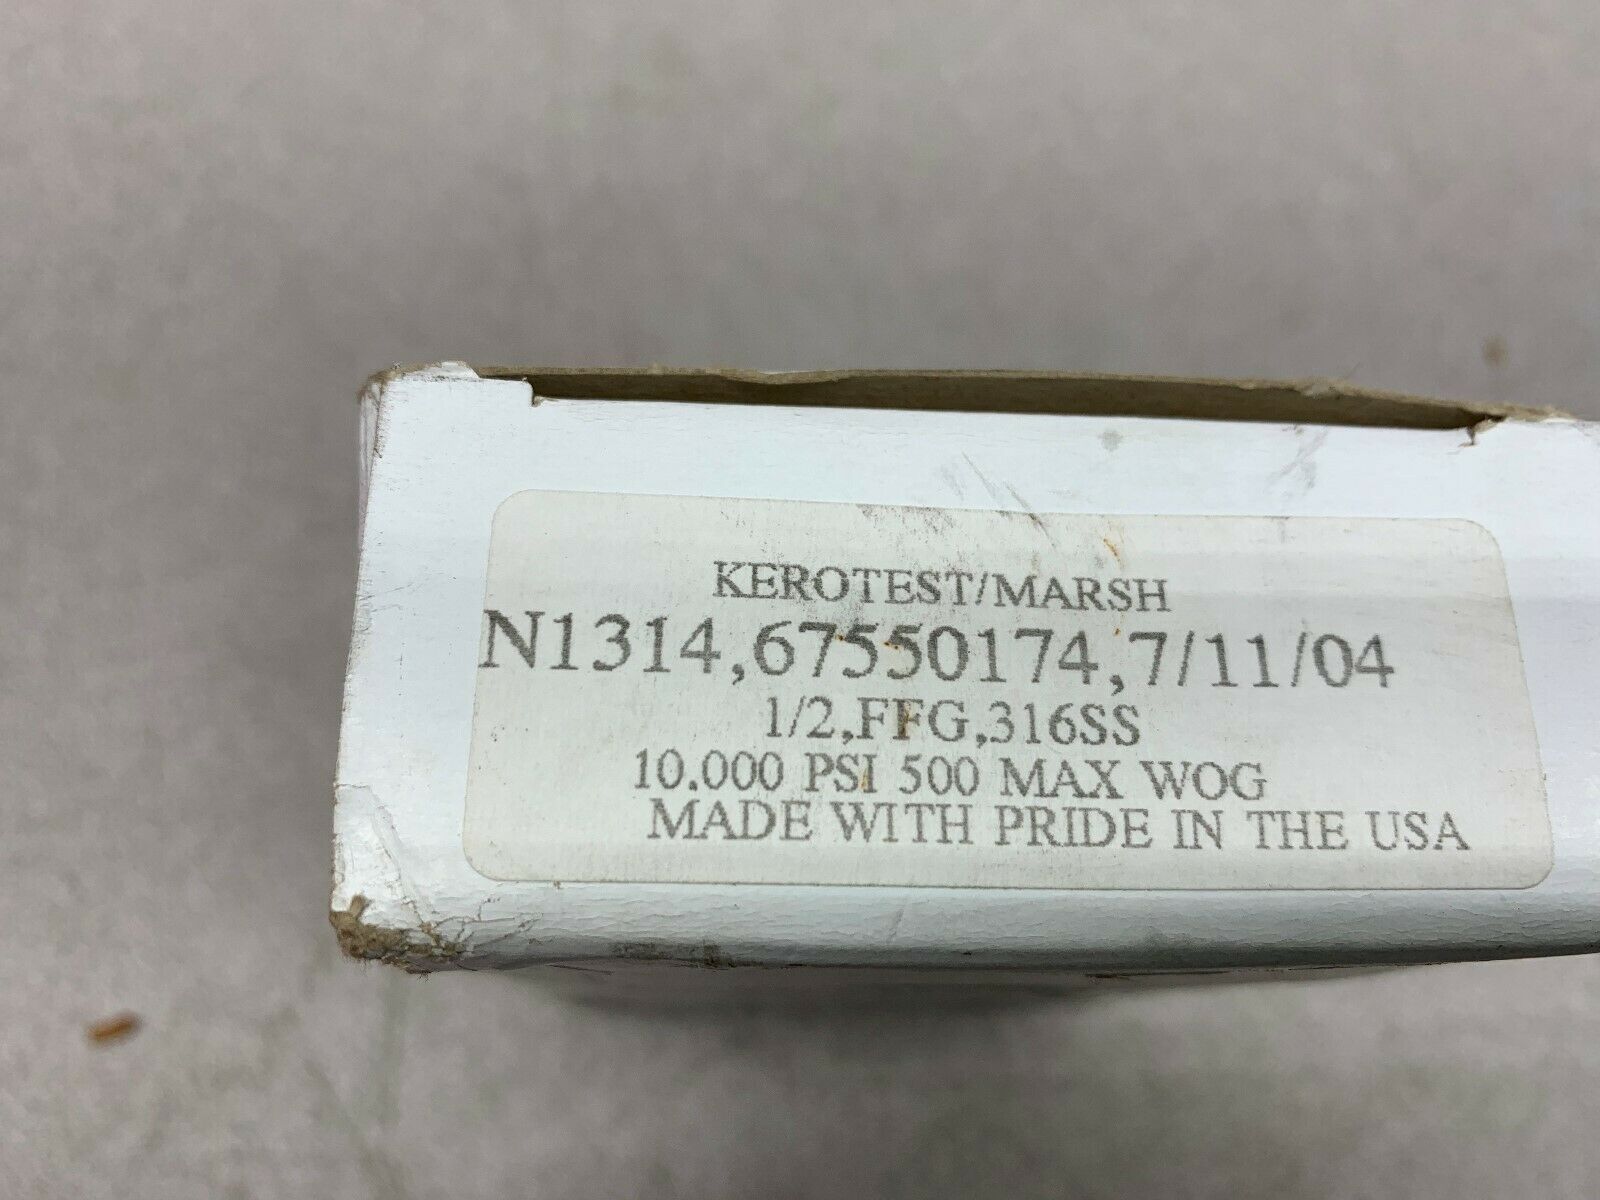 KEROTEST/MARSH
N1314,67550174,7/11/04
1/2,FFG,316SS
10.000 PSI 500 MAX WOG
MADE WITH PRIDE IN THE USA